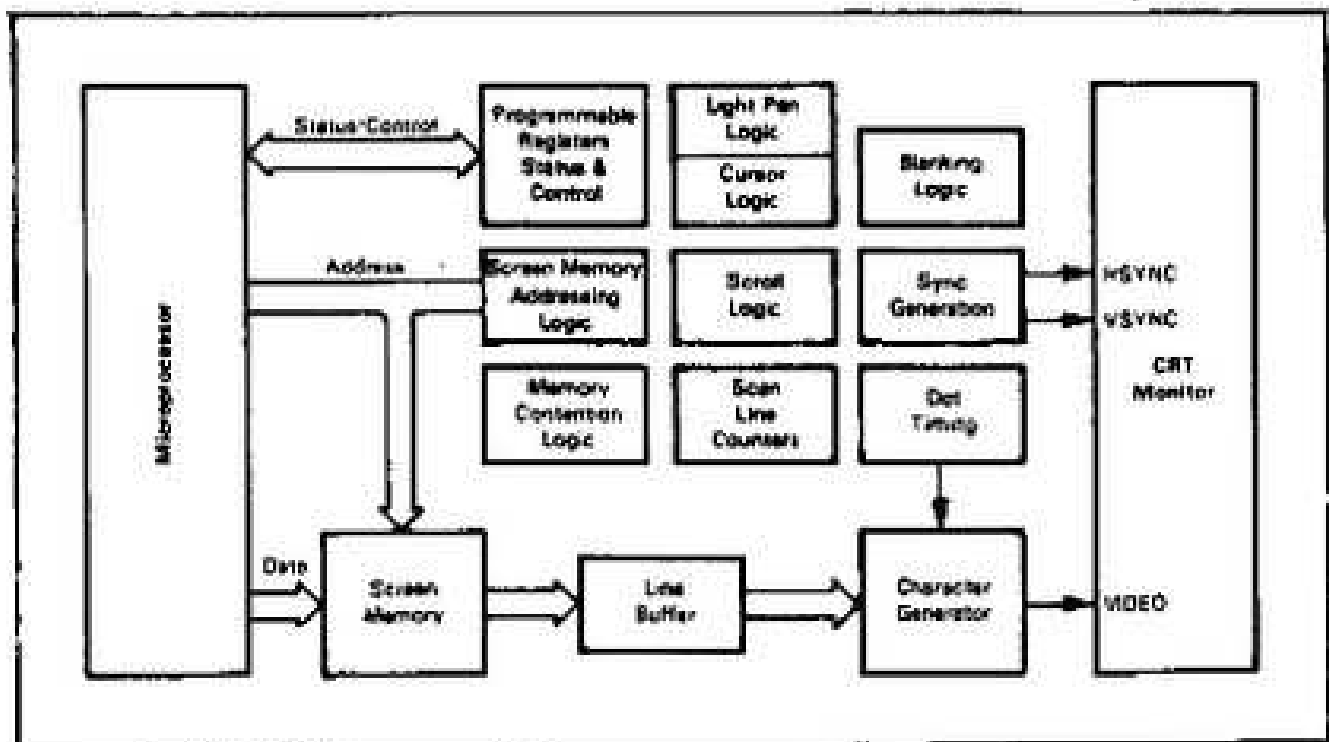 Microprocessor
Status-Control
Programmable
Registers
Status &
Control
Light Pen
Logic
Cursor
Logic
Blanking
Logic
Address
Screen Memory
Addressing
Logic
Scroll
Logic
Sync
Generation
HSYNC
VSYNC
CRT
Monitor
Memory
Contention
Logic
Scan
Line
Counters
Dot
Timing
Data
Screen
Memory
Line
Buffer
Character
Generator
VIDEO